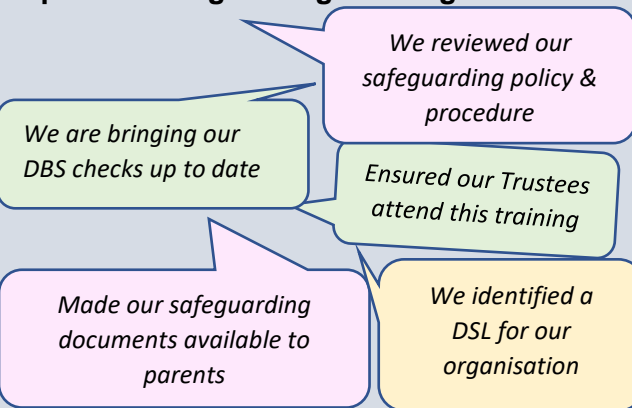 We reviewed our
safeguarding policy &
procedure
We are bringing our
DBS checks up to date
Ensured our Trustees
attend this training
Made our safeguarding
documents available to
parents
We identified a
DSL for our
organisation